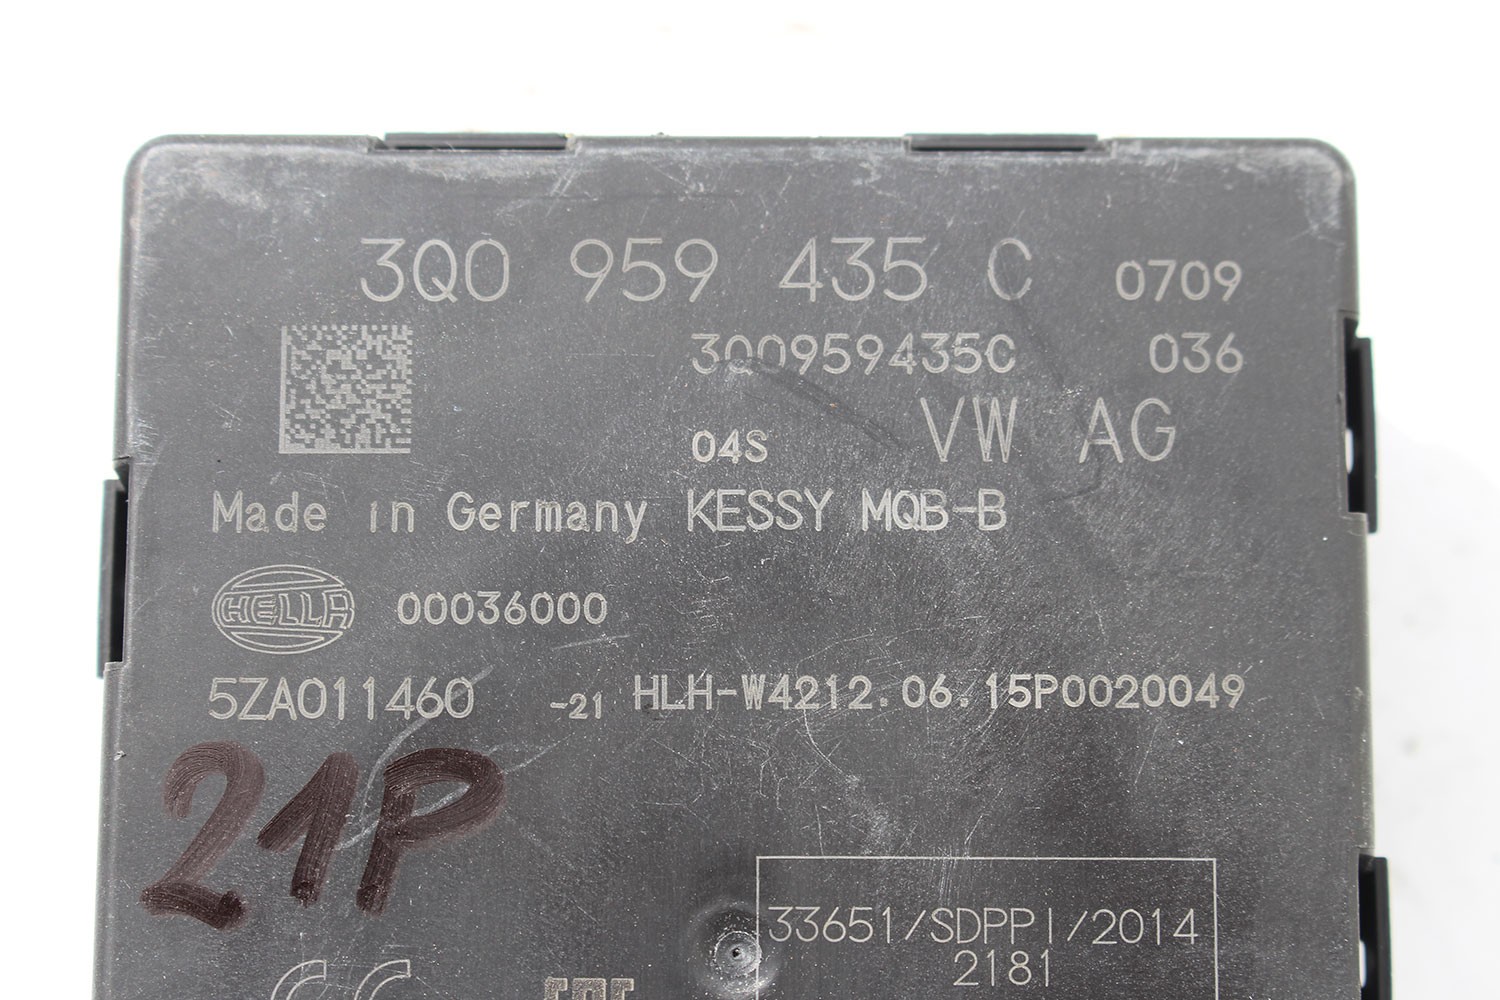 3Q0 959 435 C 0709
3Q0959435C 036
04S VW AG
Made in Germany KESSY MQB-B
HELLA 00036000
5ZA011460 -21 HLH-W4212.06.15P0020049
21P
33651/SDPPI/2014
2181